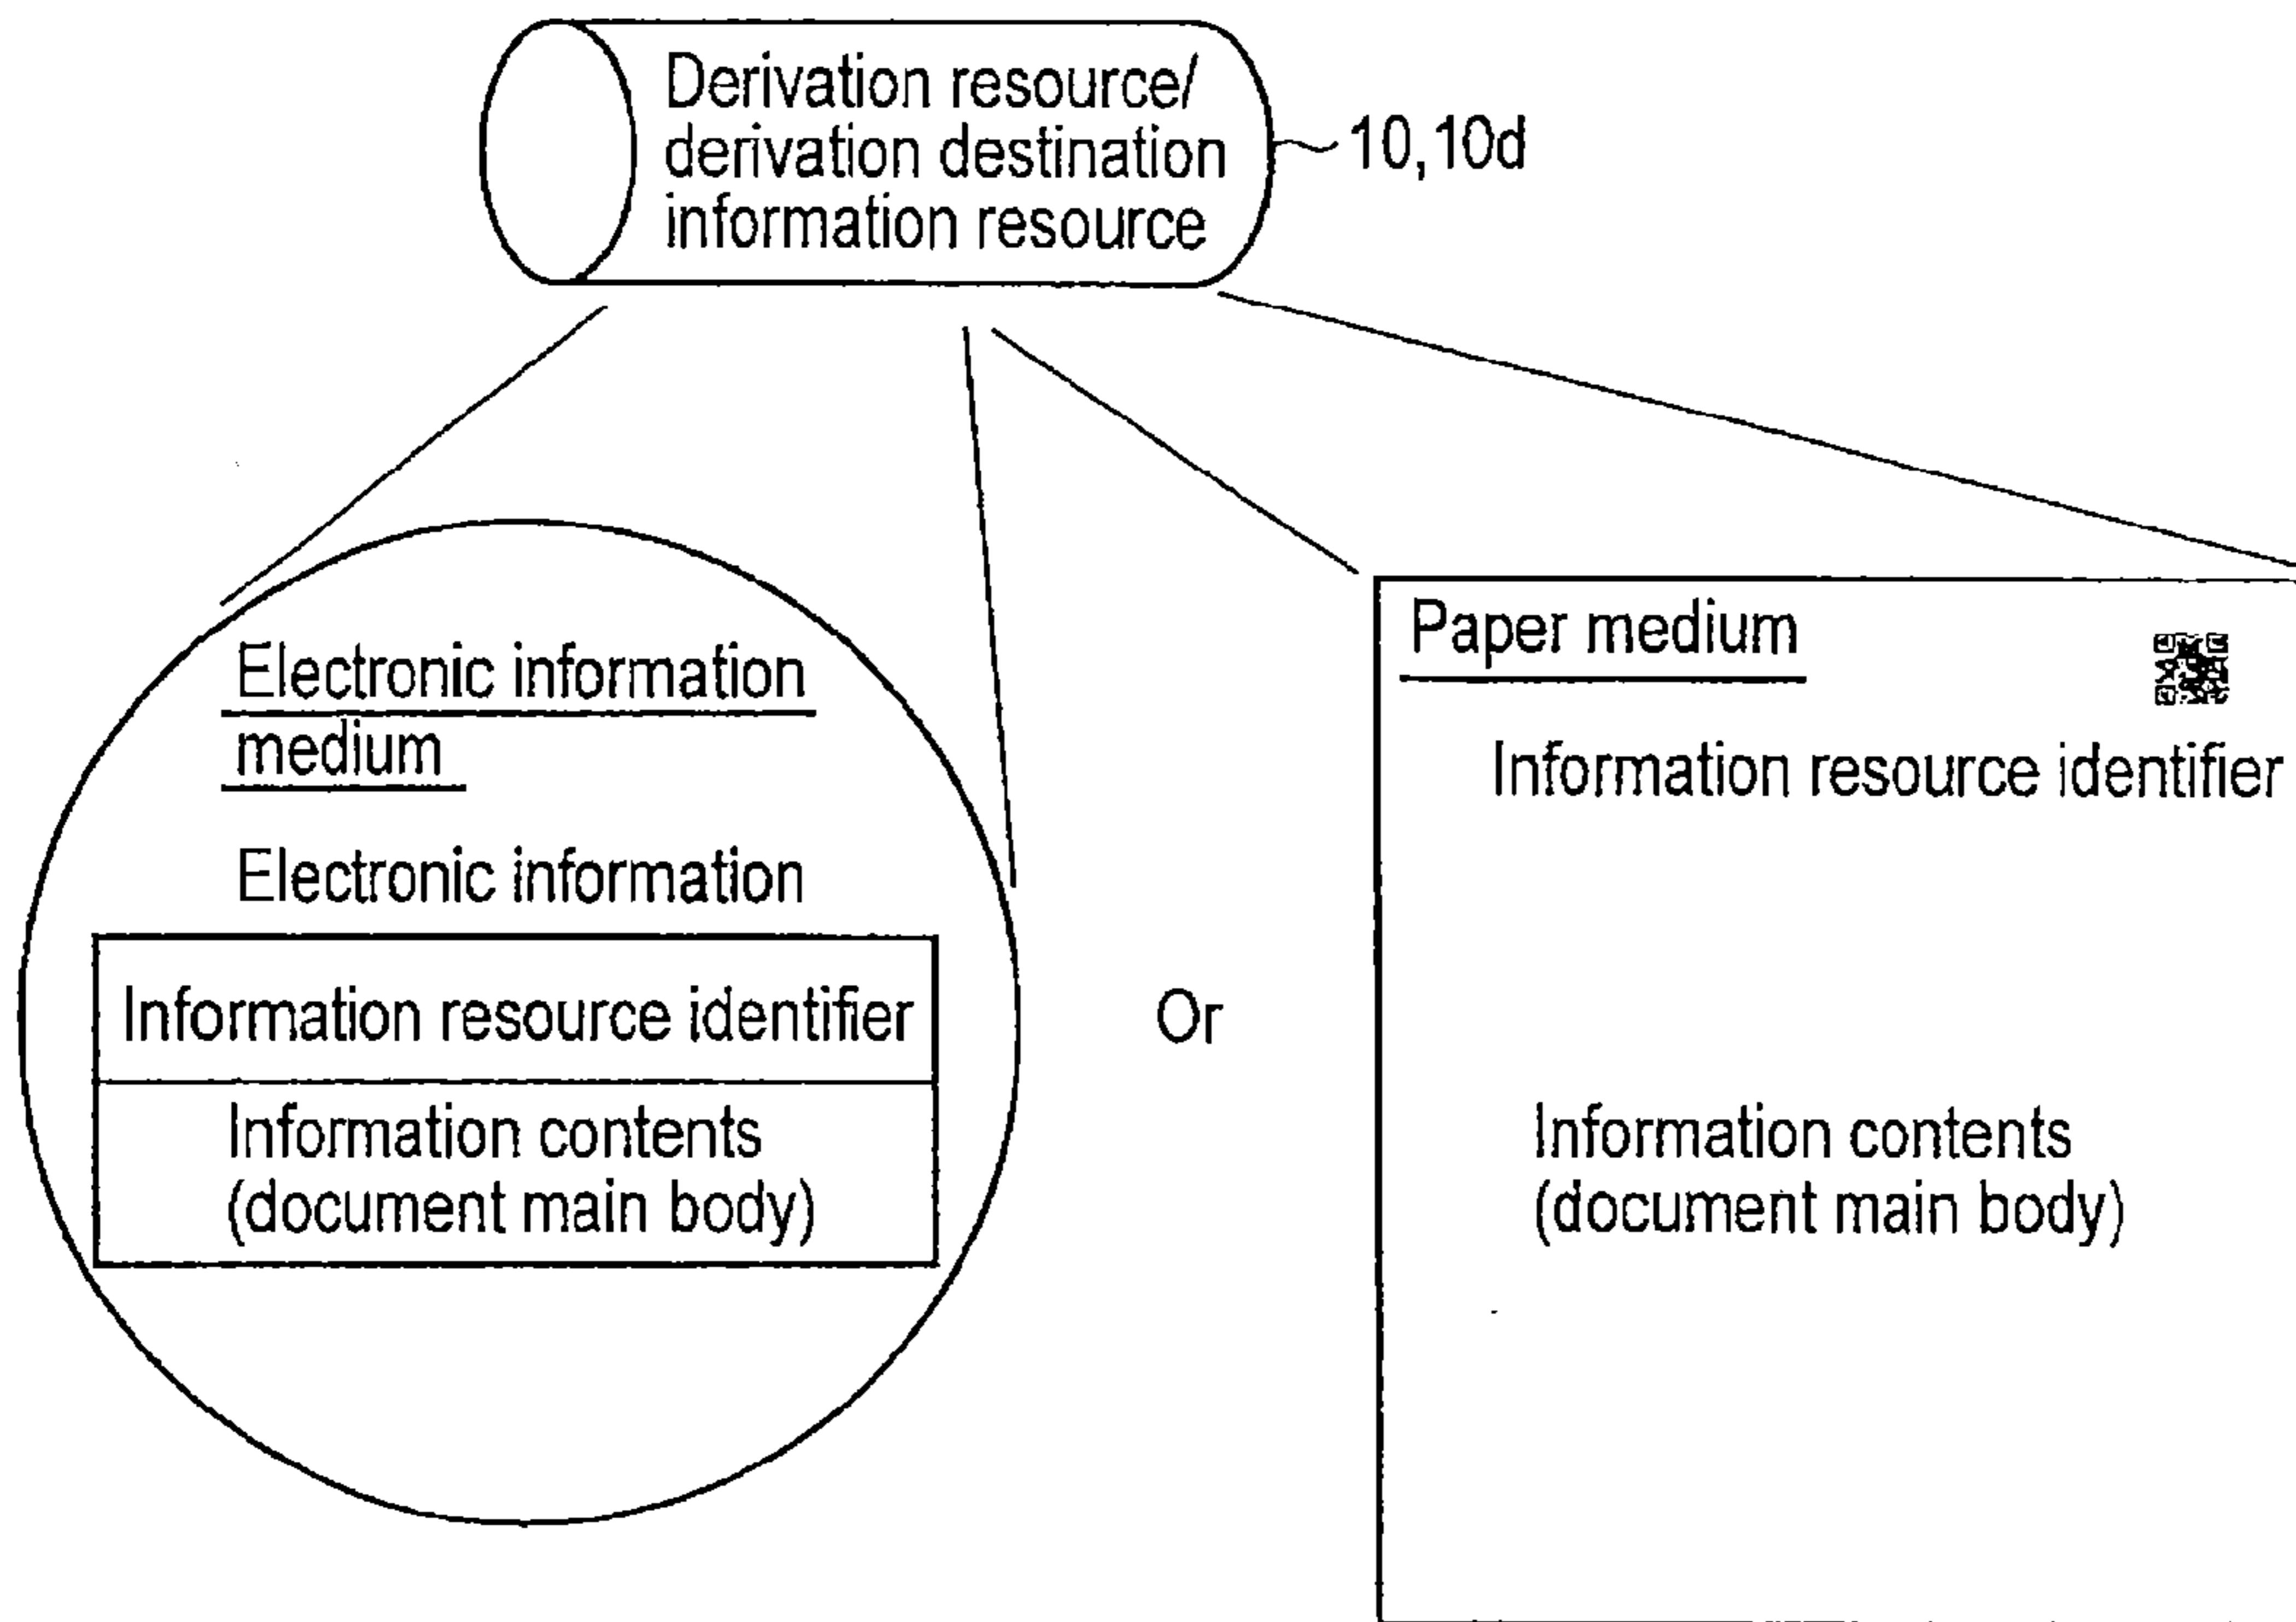 Derivation resource/
derivation destination
information resource
10,10d
Electronic information
medium
Electronic information
Information resource identifier
Information contents
(document main body)
Or
Paper medium
Information resource identifier
Information contents
(document main body)